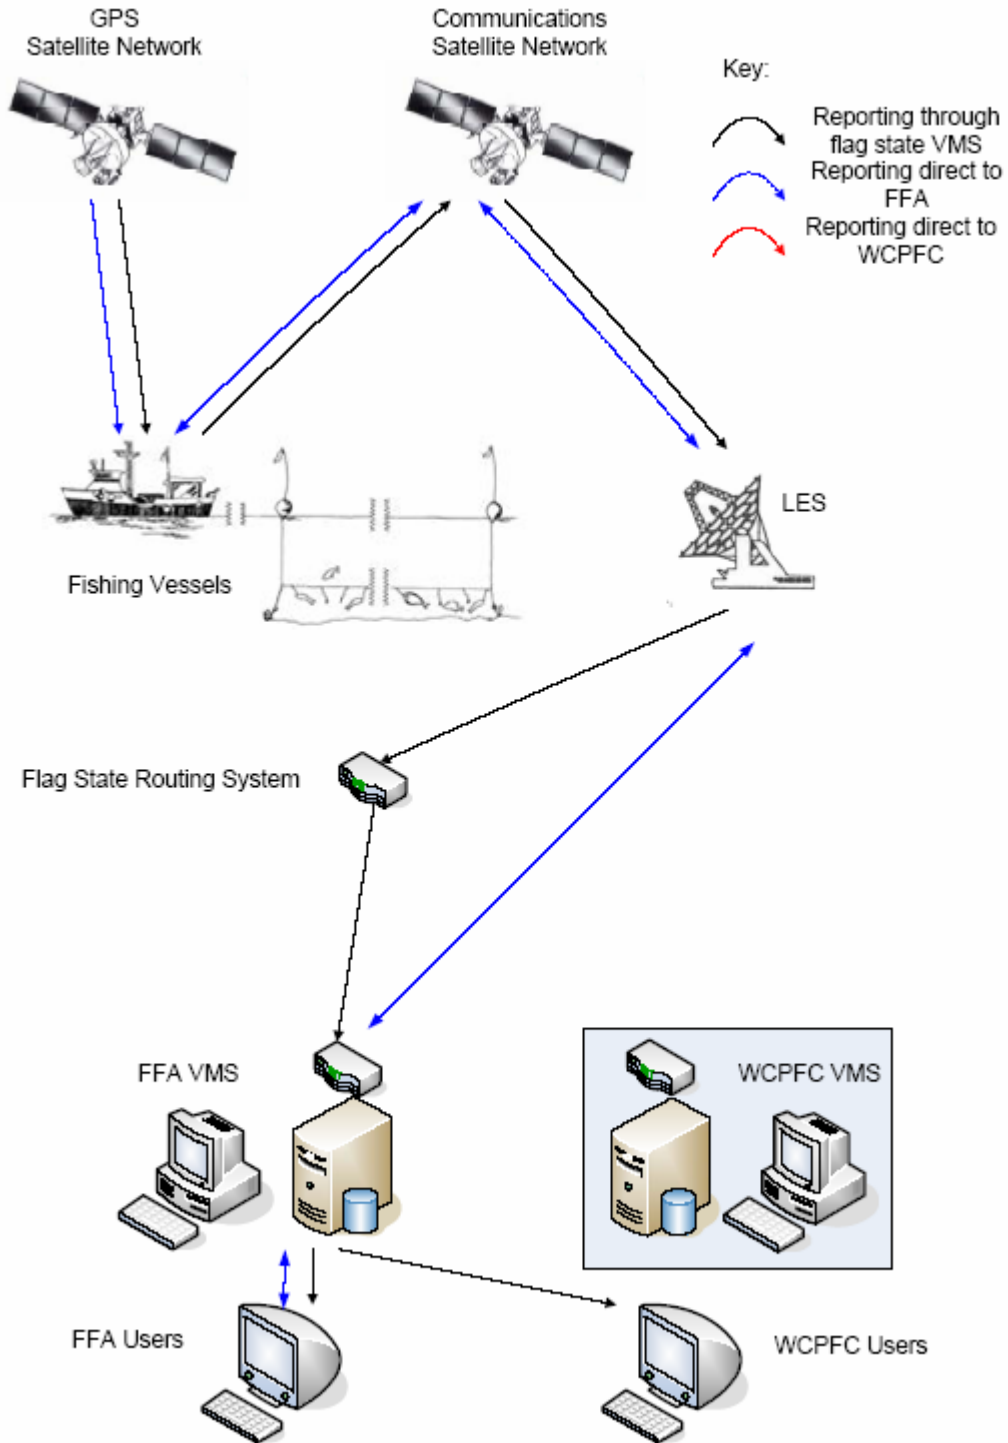 GPS
Satellite Network
Communications
Satellite Network
Key:
Reporting through
flag state VMS
Reporting direct to
FFA
Reporting direct to
WCPFC
LES
Fishing Vessels
Flag State Routing System
FFA VMS
WCPFC VMS
FFA Users
WCPFC Users